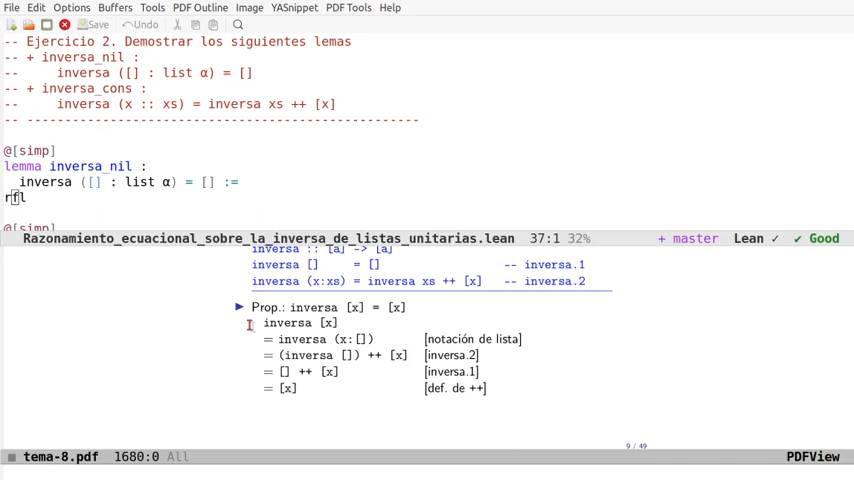 File Edit Options Buffers Tools PDF Outline Image YASnippet PDF Tools Help
Save Undo
-- Ejercicio 2. Demostrar los siguientes lemas
-- + inversa_nil :
--     inversa ([] : list α) = []
-- + inversa_cons :
--     inversa (x :: xs) = inversa xs ++ [x]
-- ----------------------------------------------------
@[simp]
lemma inversa_nil :
  inversa ([] : list α) = [] :=
rfl
@[simp]
Razonamiento_ecuacional_sobre_la_inversa_de_listas_unitarias.lean 37:1 32% + master Lean ✓ ✔ Good
inversa :: [a] -> [a]
inversa []     = []                -- inversa.1
inversa (x:xs) = inversa xs ++ [x] -- inversa.2
▶ Prop.: inversa [x] = [x]
inversa [x]
= inversa (x:[]) [notación de lista]
= (inversa []) ++ [x] [inversa.2]
= [] ++ [x] [inversa.1]
= [x] [def. de ++]
9 / 49
tema-8.pdf 1680:0 All PDFView